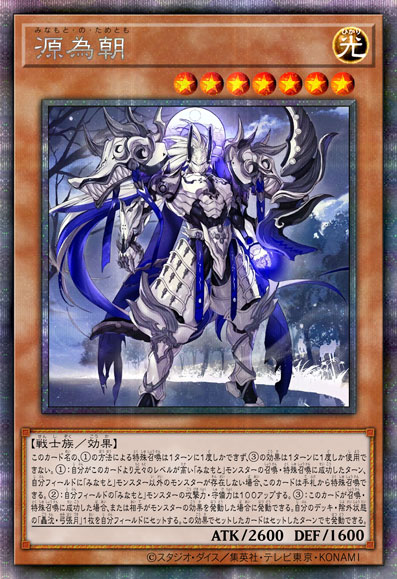 みなもと・の・ためとも
源為朝
ひかり
光
【戦士族／効果】
このカード名の、①の方法による特殊召喚は1ターンに1度しかできず、③の効果は1ターンに1度しか使用で
きない。①：自分がこのカードより元々のレベルが高い「みなもと」モンスターの召喚・特殊召喚に成功したターン、
自分フィールドに「みなもと」モンスター以外のモンスターが存在しない場合、このカードは手札から特殊召喚
できる。②：自分フィールドの「みなもと」モンスターの攻撃力・守備力は100アップする。③：このカードが召喚・
特殊召喚に成功した場合、または相手がモンスターの効果を発動した場合に発動できる。自分のデッキ・除外状態
の「轟沈・弓張月」1枚を自分フィールドにセットする。この効果でセットしたカードはセットしたターンでも発動できる。
ATK/2600 DEF/1600
©スタジオ・ダイス／集英社・テレビ東京・KONAMI